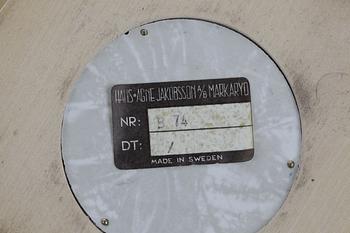 HANS-AGNE JAKOBSSON A/B MARKARYD
NR: B 74
DT: /
MADE IN SWEDEN